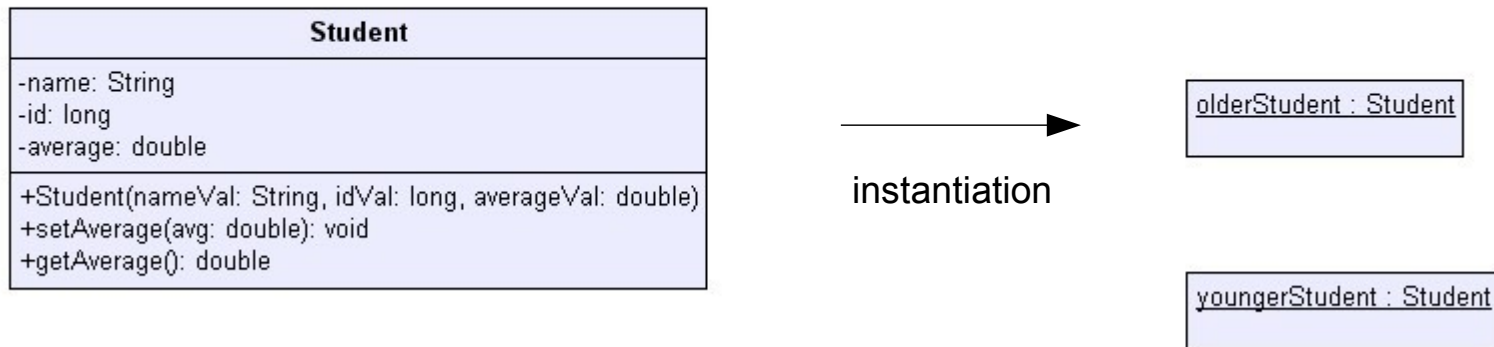 Student
-name: String
-id: long
-average: double
+Student(nameVal: String, idVal: long, averageVal: double)
+setAverage(avg: double): void
+getAverage(): double
instantiation
olderStudent : Student
youngerStudent : Student